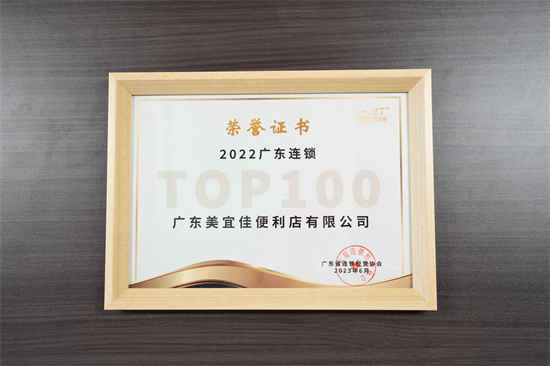 27th
荣誉证书
2022广东连锁
TOP100
广东美宜佳便利店有限公司
广东省连锁经营协会
2023年6月